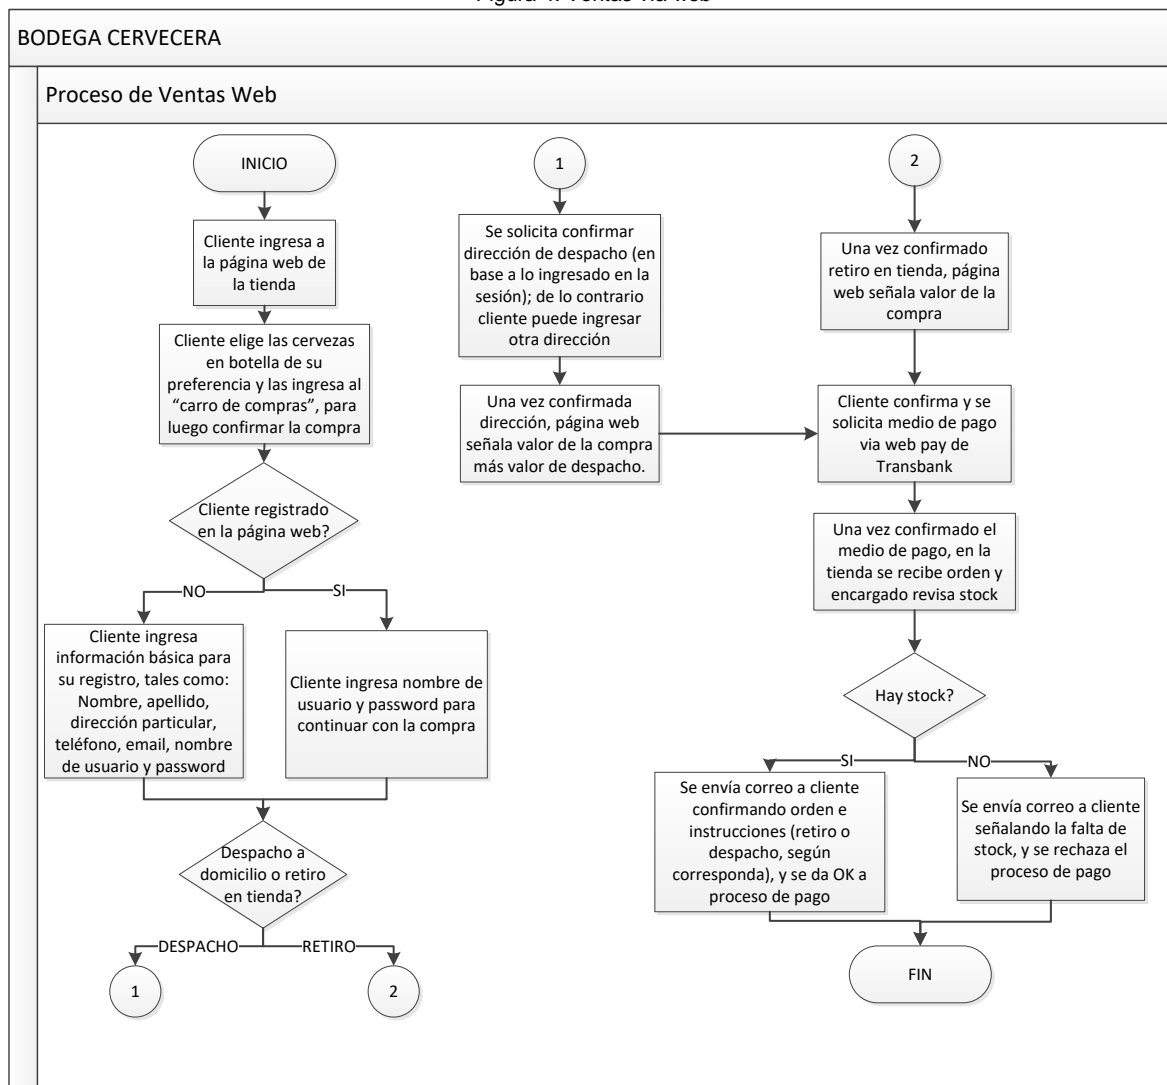 BODEGA CERVECERA
Proceso de Ventas Web
INICIO
Cliente ingresa a
la página web de
la tienda
Cliente elige las cervezas
en botella de su
preferencia y las ingresa al
“carro de compras”, para
luego confirmar la compra
Cliente registrado
en la página web?
NO
SI
Cliente ingresa
información básica para
su registro, tales como:
Nombre, apellido,
dirección particular,
teléfono, email, nombre
de usuario y password
Cliente ingresa nombre de
usuario y password para
continuar con la compra
Despacho a
domicilio o retiro
en tienda?
DESPACHO
RETIRO
1
2
1
Se solicita confirmar
dirección de despacho (en
base a lo ingresado en la
sesión); de lo contrario
cliente puede ingresar
otra dirección
Una vez confirmada
dirección, página web
señala valor de la compra
más valor de despacho.
2
Una vez confirmado
retiro en tienda, página
web señala valor de la
compra
Cliente confirma y se
solicita medio de pago
via web pay de
Transbank
Una vez confirmado el
medio de pago, en la
tienda se recibe orden y
encargado revisa stock
Hay stock?
SI
NO
Se envía correo a cliente
confirmando orden e
instrucciones (retiro o
despacho, según
corresponda), y se da OK a
proceso de pago
Se envía correo a cliente
señalando la falta de
stock, y se rechaza el
proceso de pago
FIN